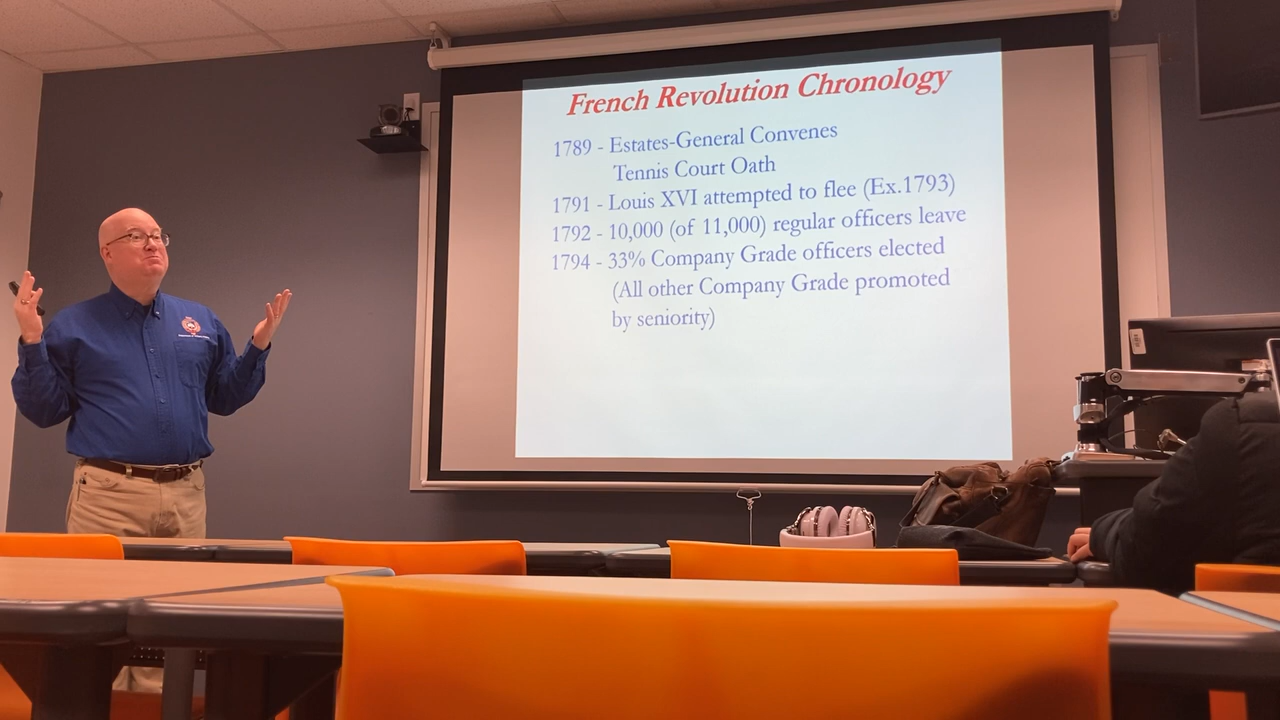 French Revolution Chronology
1789 - Estates-General Convenes
Tennis Court Oath
1791 - Louis XVI attempted to flee (Ex.1793)
1792 - 10,000 (of 11,000) regular officers leave
1794 - 33% Company Grade officers elected
(All other Company Grade promoted
by seniority)